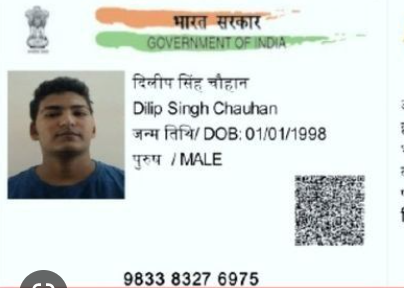 भारत सरकार
GOVERNMENT OF INDIA
दिलीप सिंह चौहान
Dilip Singh Chauhan
जन्म तिथि/ DOB: 01/01/1998
पुरुष / MALE
9833 8327 6975